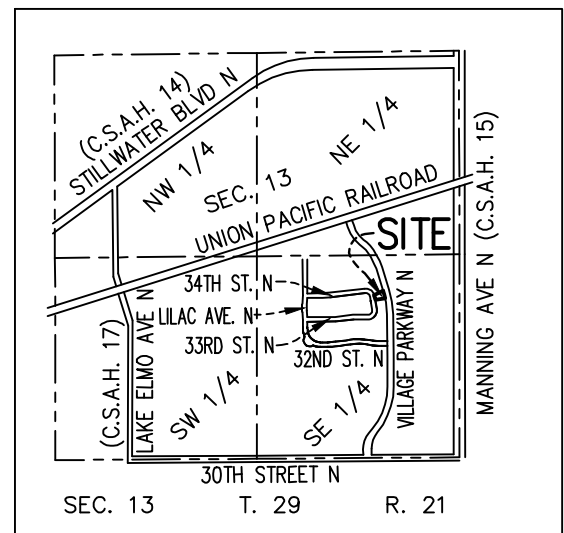 (C.S.A.H. 14)
STILLWATER BLVD N
NW 1/4
NE 1/4
SEC. 13
UNION PACIFIC RAILROAD
MANNING AVE N (C.S.A.H. 15)
SITE
34TH ST. N
LILAC AVE. N
33RD ST. N
32ND ST. N
VILLAGE PARKWAY N
(C.S.A.H. 17)
LAKE ELMO AVE N
SW 1/4
SE 1/4
30TH STREET N
SEC. 13 T. 29 R. 21